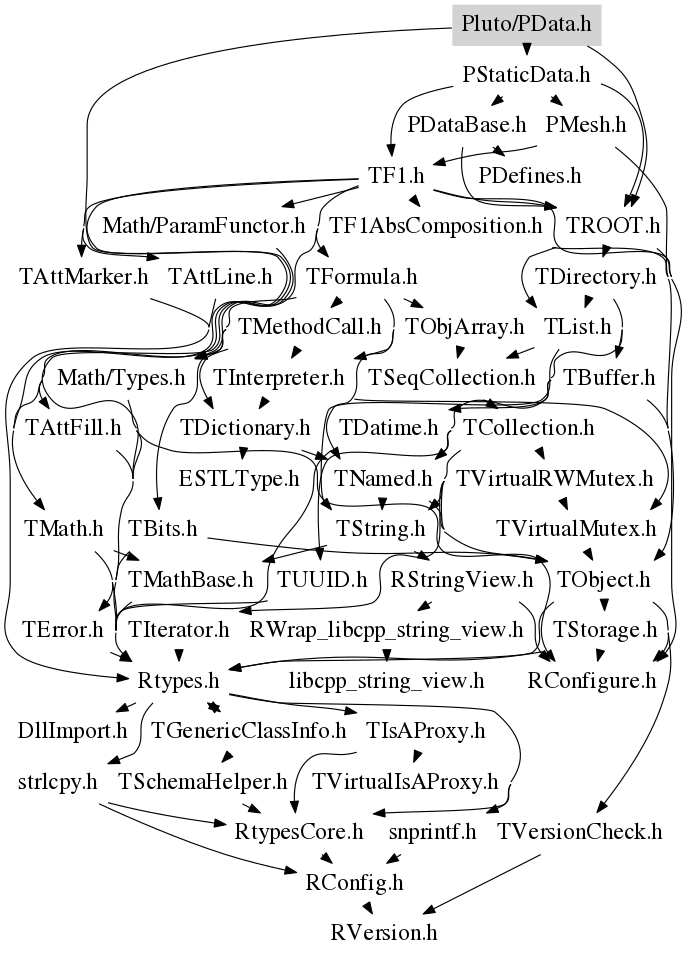 Pluto/PData.h
PStaticData.h
PDataBase.h
PMesh.h
TF1.h
PDefines.h
Math/ParamFunctor.h
TF1AbsComposition.h
TROOT.h
TAttMarker.h
TAttLine.h
TFormula.h
TDirectory.h
TMethodCall.h
TObjArray.h
TList.h
Math/Types.h
TInterpreter.h
TSeqCollection.h
TBuffer.h
TAttFill.h
TDictionary.h
TDatime.h
TCollection.h
ESTLType.h
TNamed.h
TVirtualRWMutex.h
TMath.h
TBits.h
TString.h
TVirtualMutex.h
TMathBase.h
TUUID.h
RStringView.h
TObject.h
TError.h
TIterator.h
RWrap_libcpp_string_view.h
TStorage.h
Rtypes.h
libcpp_string_view.h
RConfigure.h
DllImport.h
TGenericClassInfo.h
TIsAProxy.h
strlcpy.h
TSchemaHelper.h
TVirtualIsAProxy.h
RtypesCore.h
snprintf.h
TVersionCheck.h
RConfig.h
RVersion.h